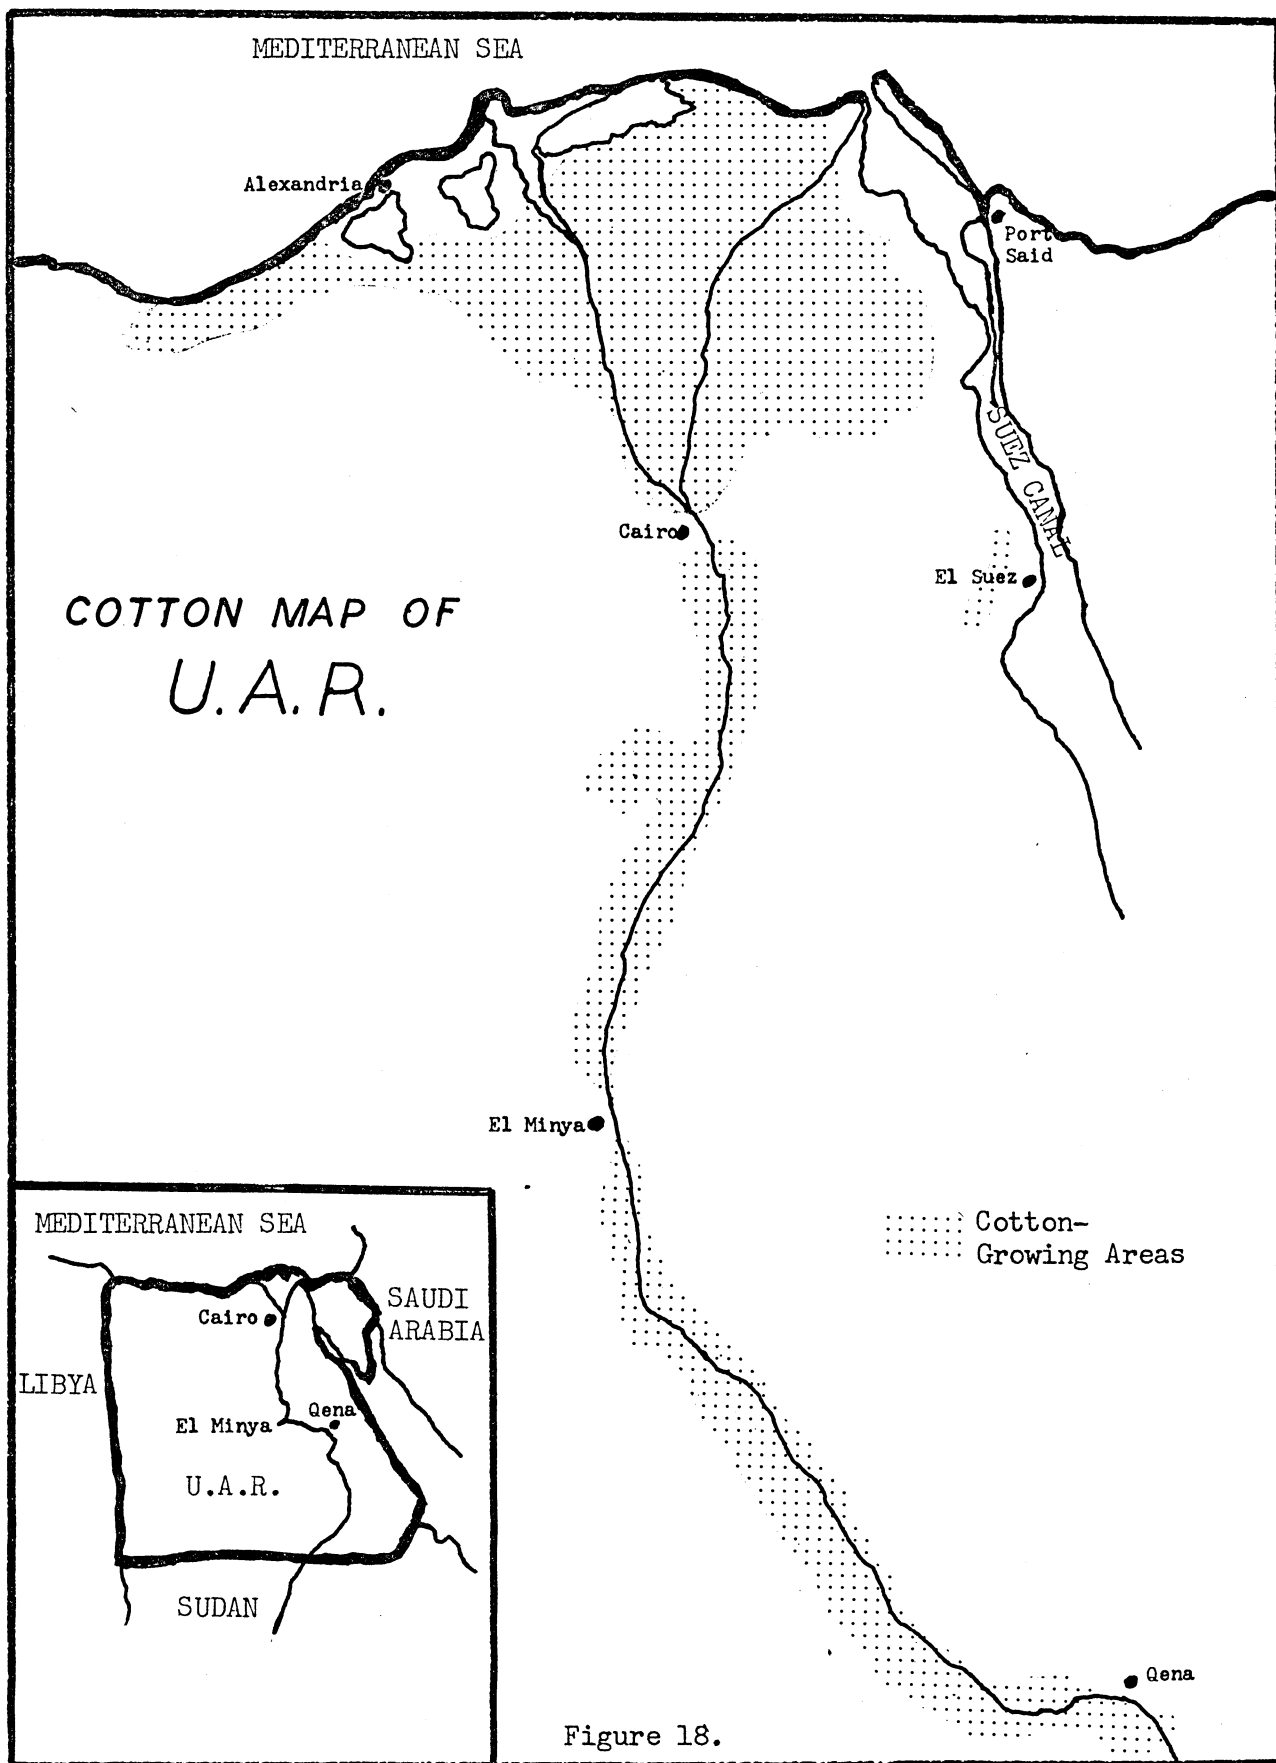 MEDITERRANEAN SEA
Alexandria
Port
Said
SUEZ CANAL
Cairo
El Suez
COTTON MAP OF
U.A.R.
El Minya
Cotton-
Growing Areas
MEDITERRANEAN SEA
Cairo
SAUDI
ARABIA
LIBYA
Qena
El Minya
U.A.R.
SUDAN
Qena
Figure 18.